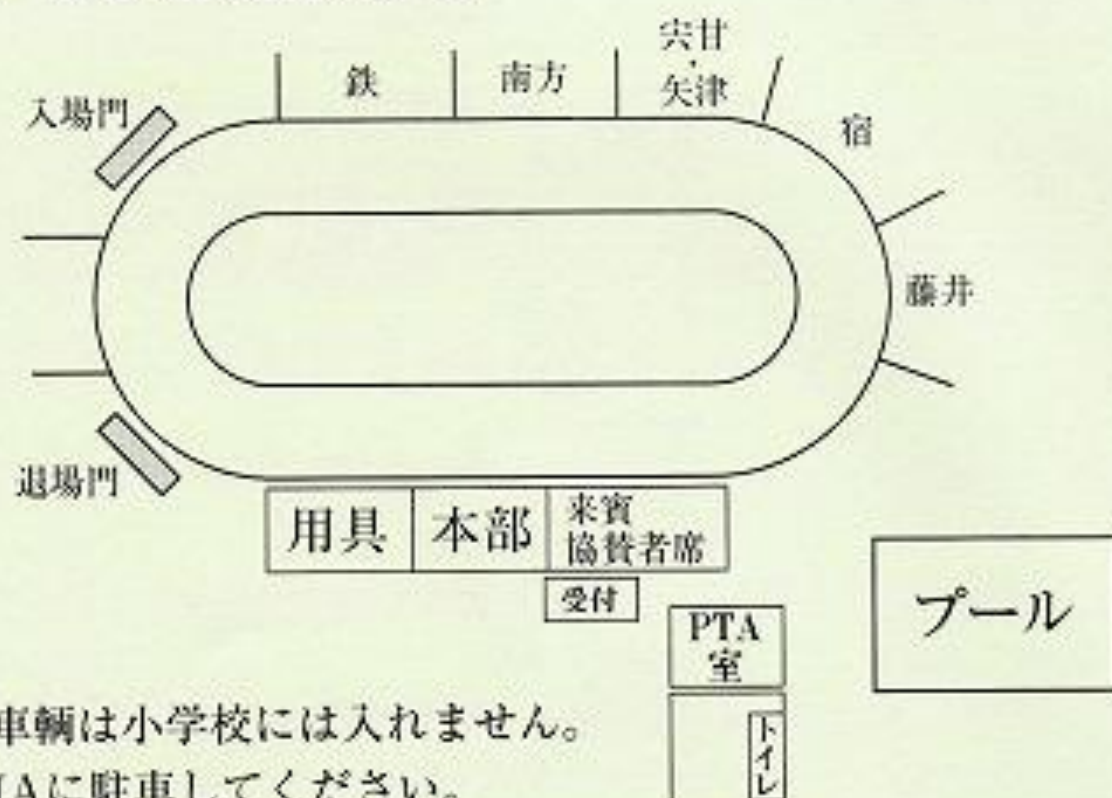 宍甘
・
矢津
鉄
南方
入場門
宿
藤井
退場門
用具
本部
来賓
協賛者席
受付
PTA
室
プール
トイレ
車輌は小学校には入れません。
Aに駐車してください。